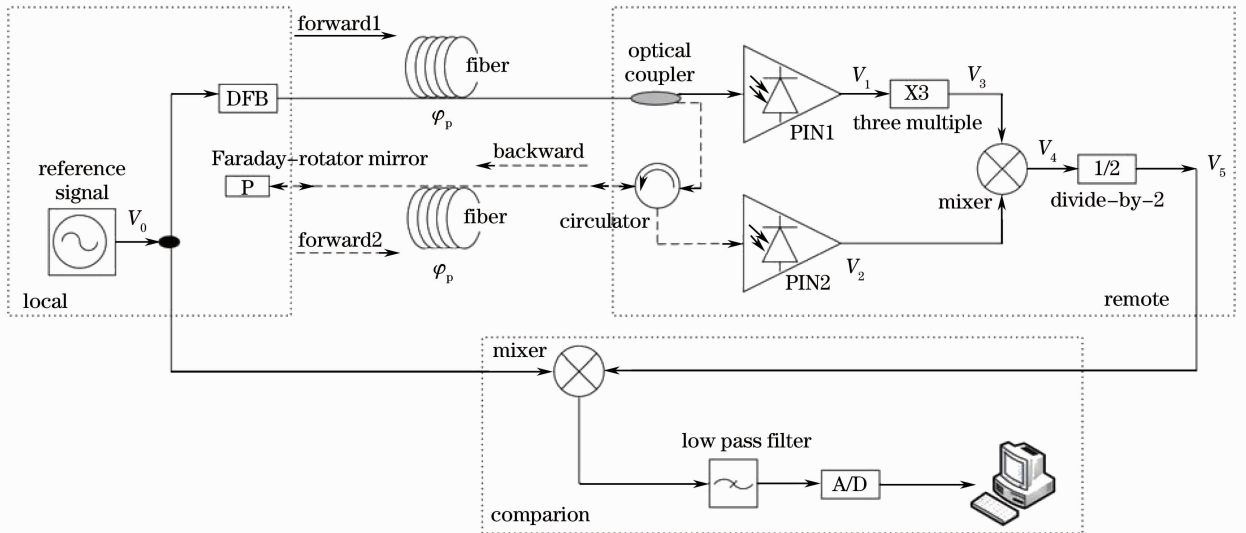 forward1
fiber
φp
DFB
optical
coupler
V1
X3
V3
three multiple
PIN1
Faraday-rotator mirror
P
backward
reference
signal
V0
fiber
circulator
forward2
φp
mixer
V4
1/2
V5
divide-by-2
PIN2
V2
local
remote
mixer
low pass filter
A/D
comparion